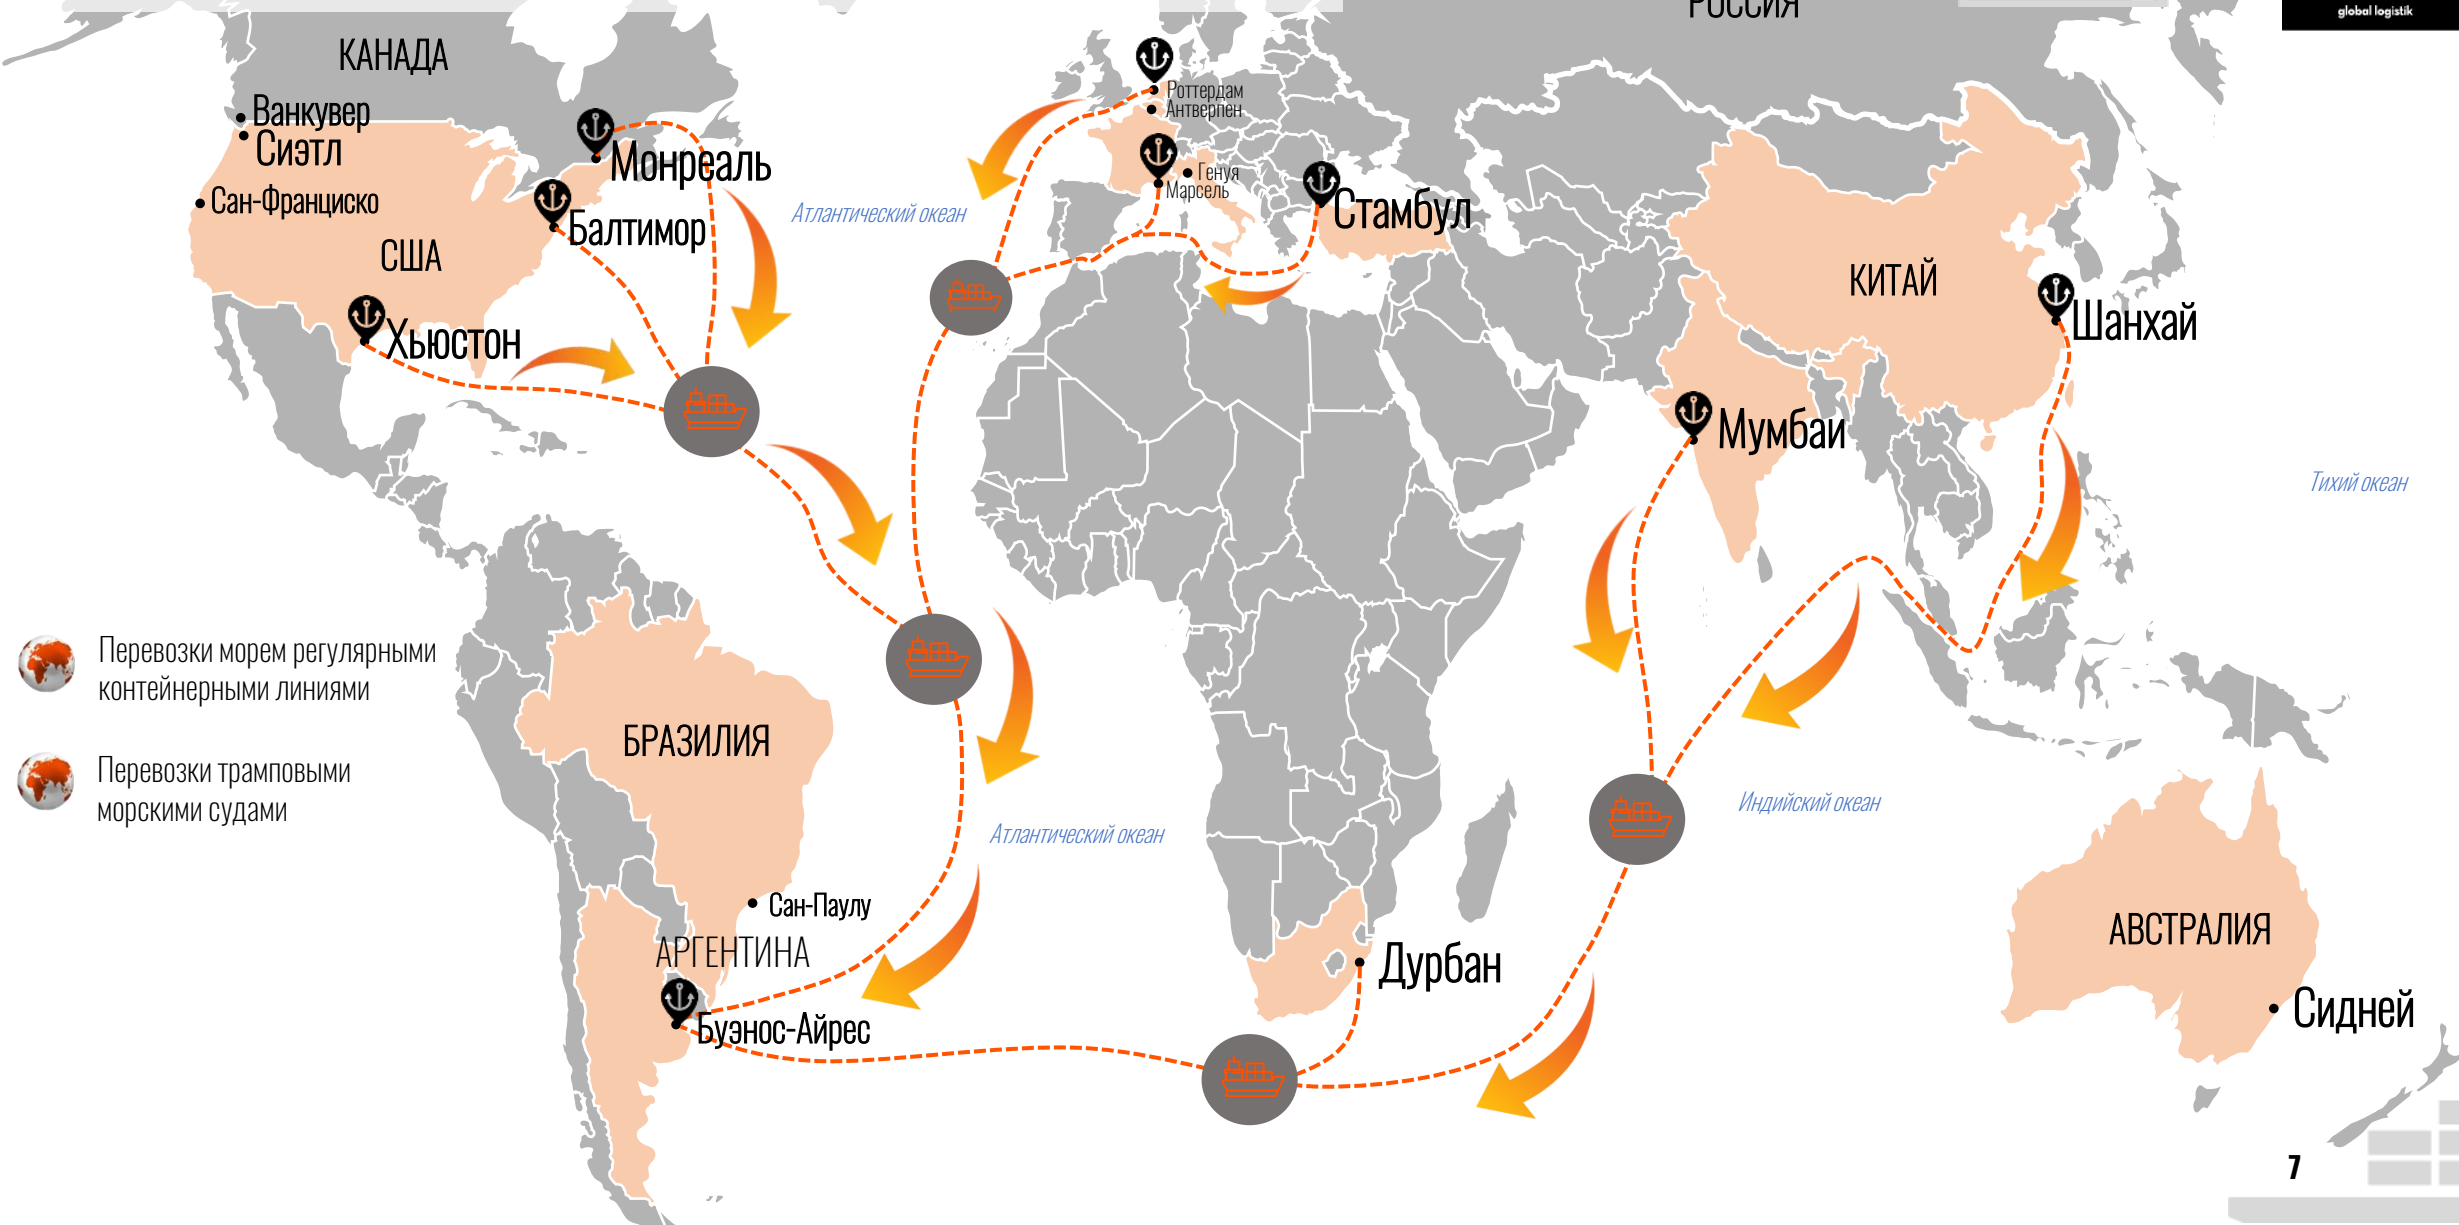 РОССИЯ
global logistik
КАНАДА
Ванкувер
Сиэтл
Сан-Франциско
США
Монреаль
Балтимор
Хьюстон
Атлантический океан
Роттердам
Антверпен
Генуя
Марсель
Стамбул
КИТАЙ
Шанхай
Мумбаи
Тихий океан
Перевозки морем регулярными
контейнерными линиями
Перевозки трамповыми
морскими судами
БРАЗИЛИЯ
Атлантический океан
Индийский океан
Сан-Паулу
АРГЕНТИНА
Буэнос-Айрес
Дурбан
АВСТРАЛИЯ
Сидней
7